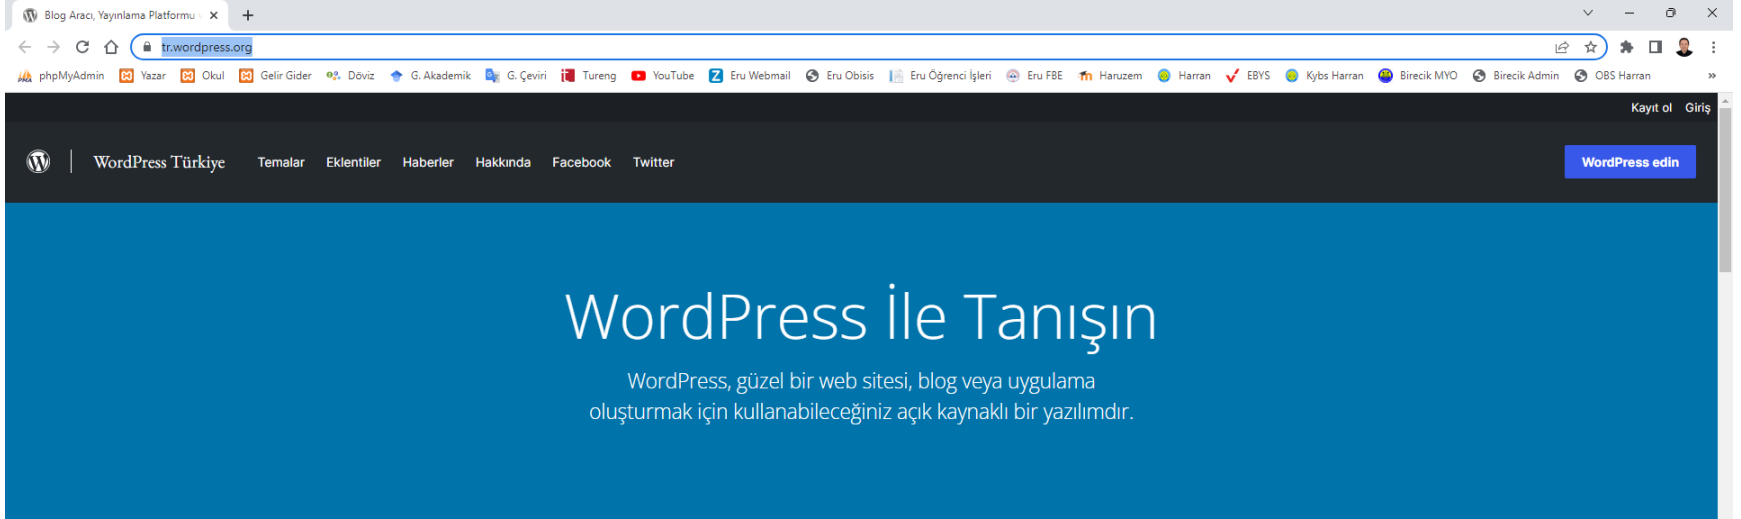 Blog Aracı, Yayınlama Platformu
tr.wordpress.org
phpMyAdmin Yazar Okul Gelir Gider Döviz G. Akademik G. Çeviri Tureng YouTube Eru Webmail Eru Obisis Eru Öğrenci İşleri Eru FBE Haruzem Harran EBYS Kybs Harran Birecik MYO Birecik Admin OBS Harran
Kayıt ol Giriş
WordPress Türkiye Temalar Eklentiler Haberler Hakkında Facebook Twitter WordPress edin
WordPress İle Tanışın
WordPress, güzel bir web sitesi, blog veya uygulama
oluşturmak için kullanabileceğiniz açık kaynaklı bir yazılımdır.